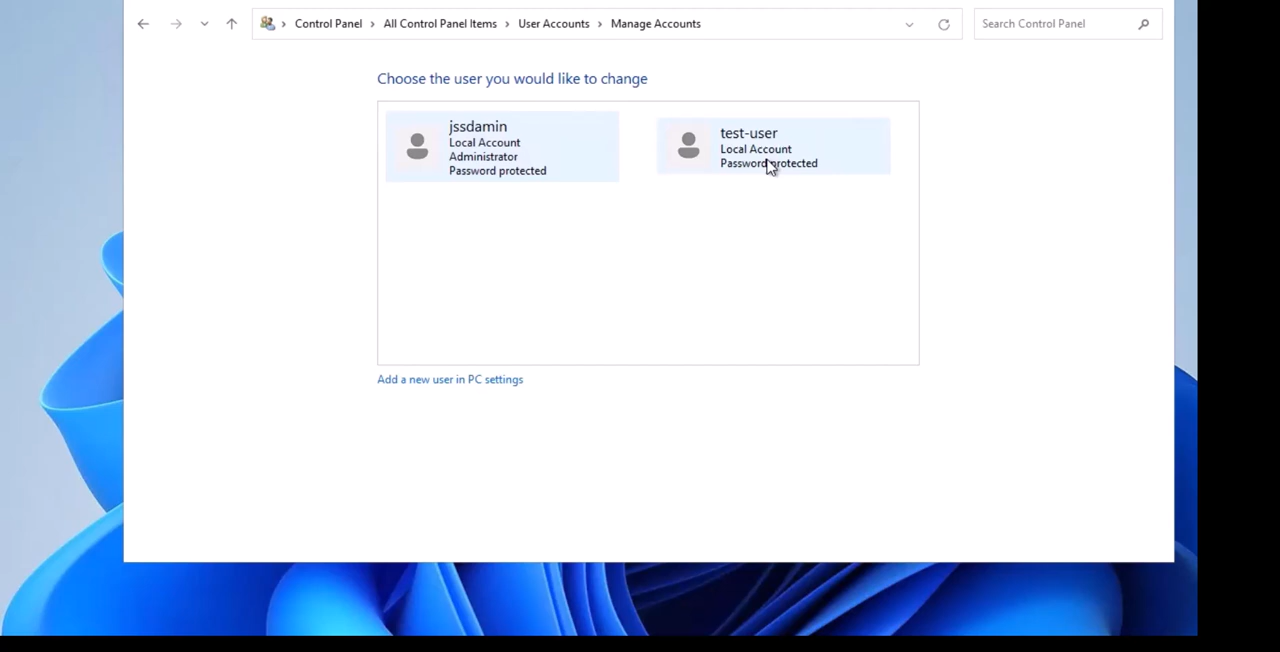 Control Panel > All Control Panel Items > User Accounts > Manage Accounts
Search Control Panel
Choose the user you would like to change
jssdamin
Local Account
Administrator
Password protected
test-user
Local Account
Password protected
Add a new user in PC settings